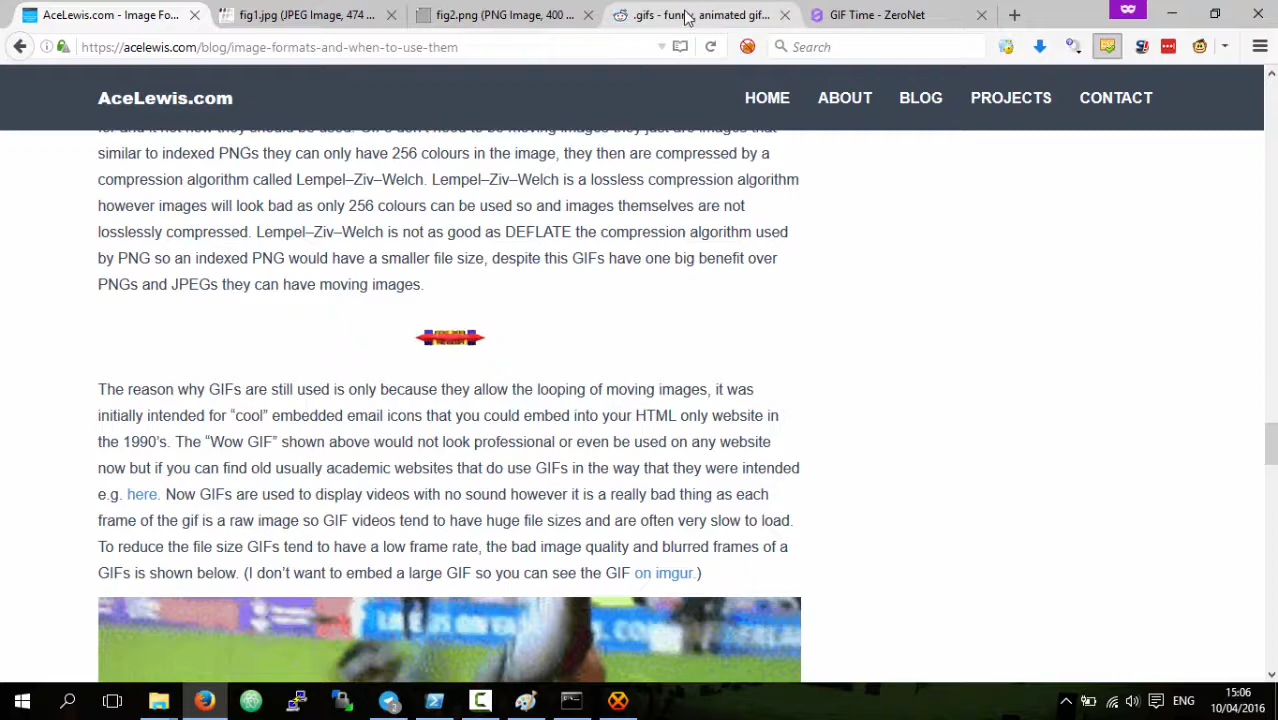 AceLewis.com - Image Fo...
fig1.jpg (JPEG Image, 474 ...
fig2.png (PNG Image, 400 ...
.gifs - funny, animated gif...
GIF Time - ZeroNet
https://acelewis.com/blog/image-formats-and-when-to-use-them
Search
AceLewis.com
HOME ABOUT BLOG PROJECTS CONTACT
for and if not how they should be used. GIFs don't need to be moving images they just are images that
similar to indexed PNGs they can only have 256 colours in the image, they then are compressed by a
compression algorithm called Lempel–Ziv–Welch. Lempel–Ziv–Welch is a lossless compression algorithm
however images will look bad as only 256 colours can be used so and images themselves are not
losslessly compressed. Lempel–Ziv–Welch is not as good as DEFLATE the compression algorithm used
by PNG so an indexed PNG would have a smaller file size, despite this GIFs have one big benefit over
PNGs and JPEGs they can have moving images.
The reason why GIFs are still used is only because they allow the looping of moving images, it was
initially intended for “cool” embedded email icons that you could embed into your HTML only website in
the 1990’s. The “Wow GIF” shown above would not look professional or even be used on any website
now but if you can find old usually academic websites that do use GIFs in the way that they were intended
e.g. here. Now GIFs are used to display videos with no sound however it is a really bad thing as each
frame of the gif is a raw image so GIF videos tend to have huge file sizes and are often very slow to load.
To reduce the file size GIFs tend to have a low frame rate, the bad image quality and blurred frames of a
GIFs is shown below. (I don’t want to embed a large GIF so you can see the GIF on imgur.)
ENG
15:06
10/04/2016